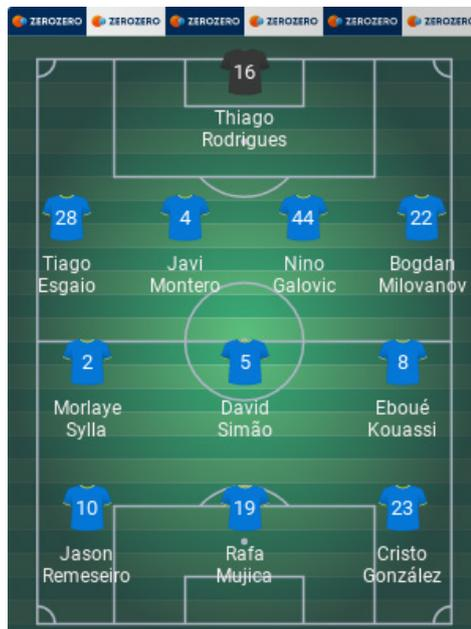 ZEROZERO ZEROZERO ZEROZERO ZEROZERO ZEROZERO ZEROZERO
16
Thiago
Rodrigues
28 4 44 22
Tiago Javi Nino Bogdan
Esgaio Montero Galovic Milovanov
2 5 8
Morlaye David Eboué
Sylla Simão Kouassi
10 19 23
Jason Rafa Cristo
Remeseiro Mujica González